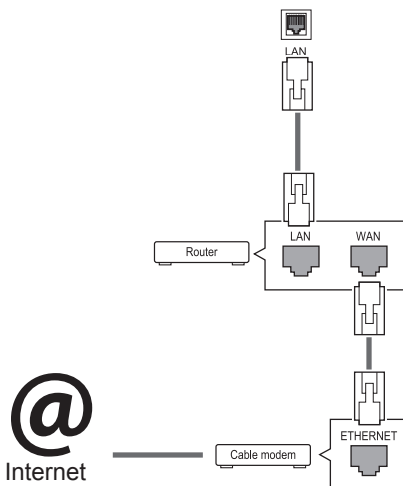 LAN
LAN WAN
Router
ETHERNET
Cable modem
@
Internet